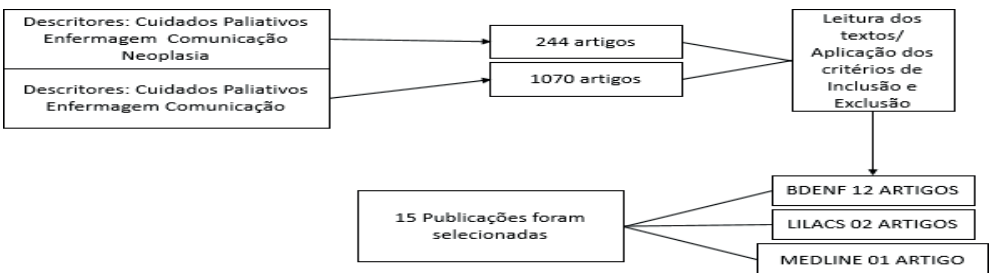 Descritores: Cuidados Paliativos
Enfermagem Comunicação
Neoplasia
Descritores: Cuidados Paliativos
Enfermagem Comunicação
244 artigos
1070 artigos
Leitura dos
textos/
Aplicação dos
critérios de
Inclusão e
Exclusão
BDENF 12 ARTIGOS
LILACS 02 ARTIGOS
MEDLINE 01 ARTIGO
15 Publicações foram
selecionadas